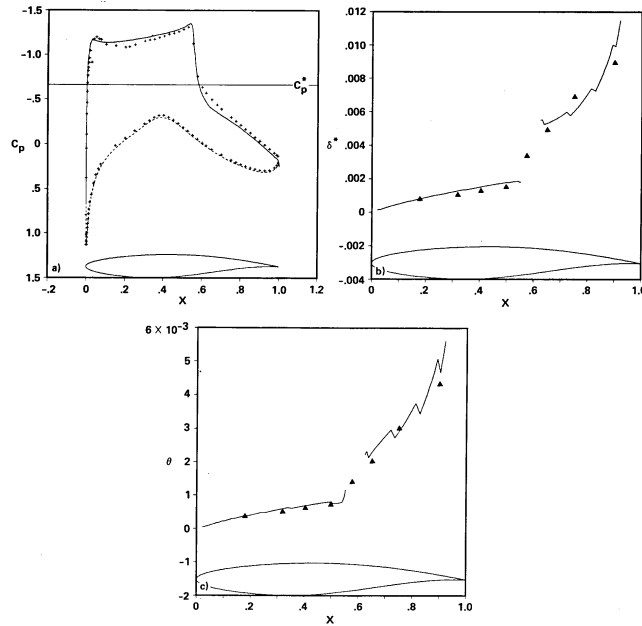 -1.5
-1.0
-.5
0
.5
1.0
1.5
Cp
Cp*
a)
-.2 0 .2 .4 .6 .8 1.0 1.2
X
.012
.010
.008
.006
.004
.002
0
-.002
-.004
δ*
b)
0 .2 .4 .6 .8 1.0
X
6 × 10⁻³
5
4
3
2
1
0
-1
-2
θ
c)
0 .2 .4 .6 .8 1.0
X